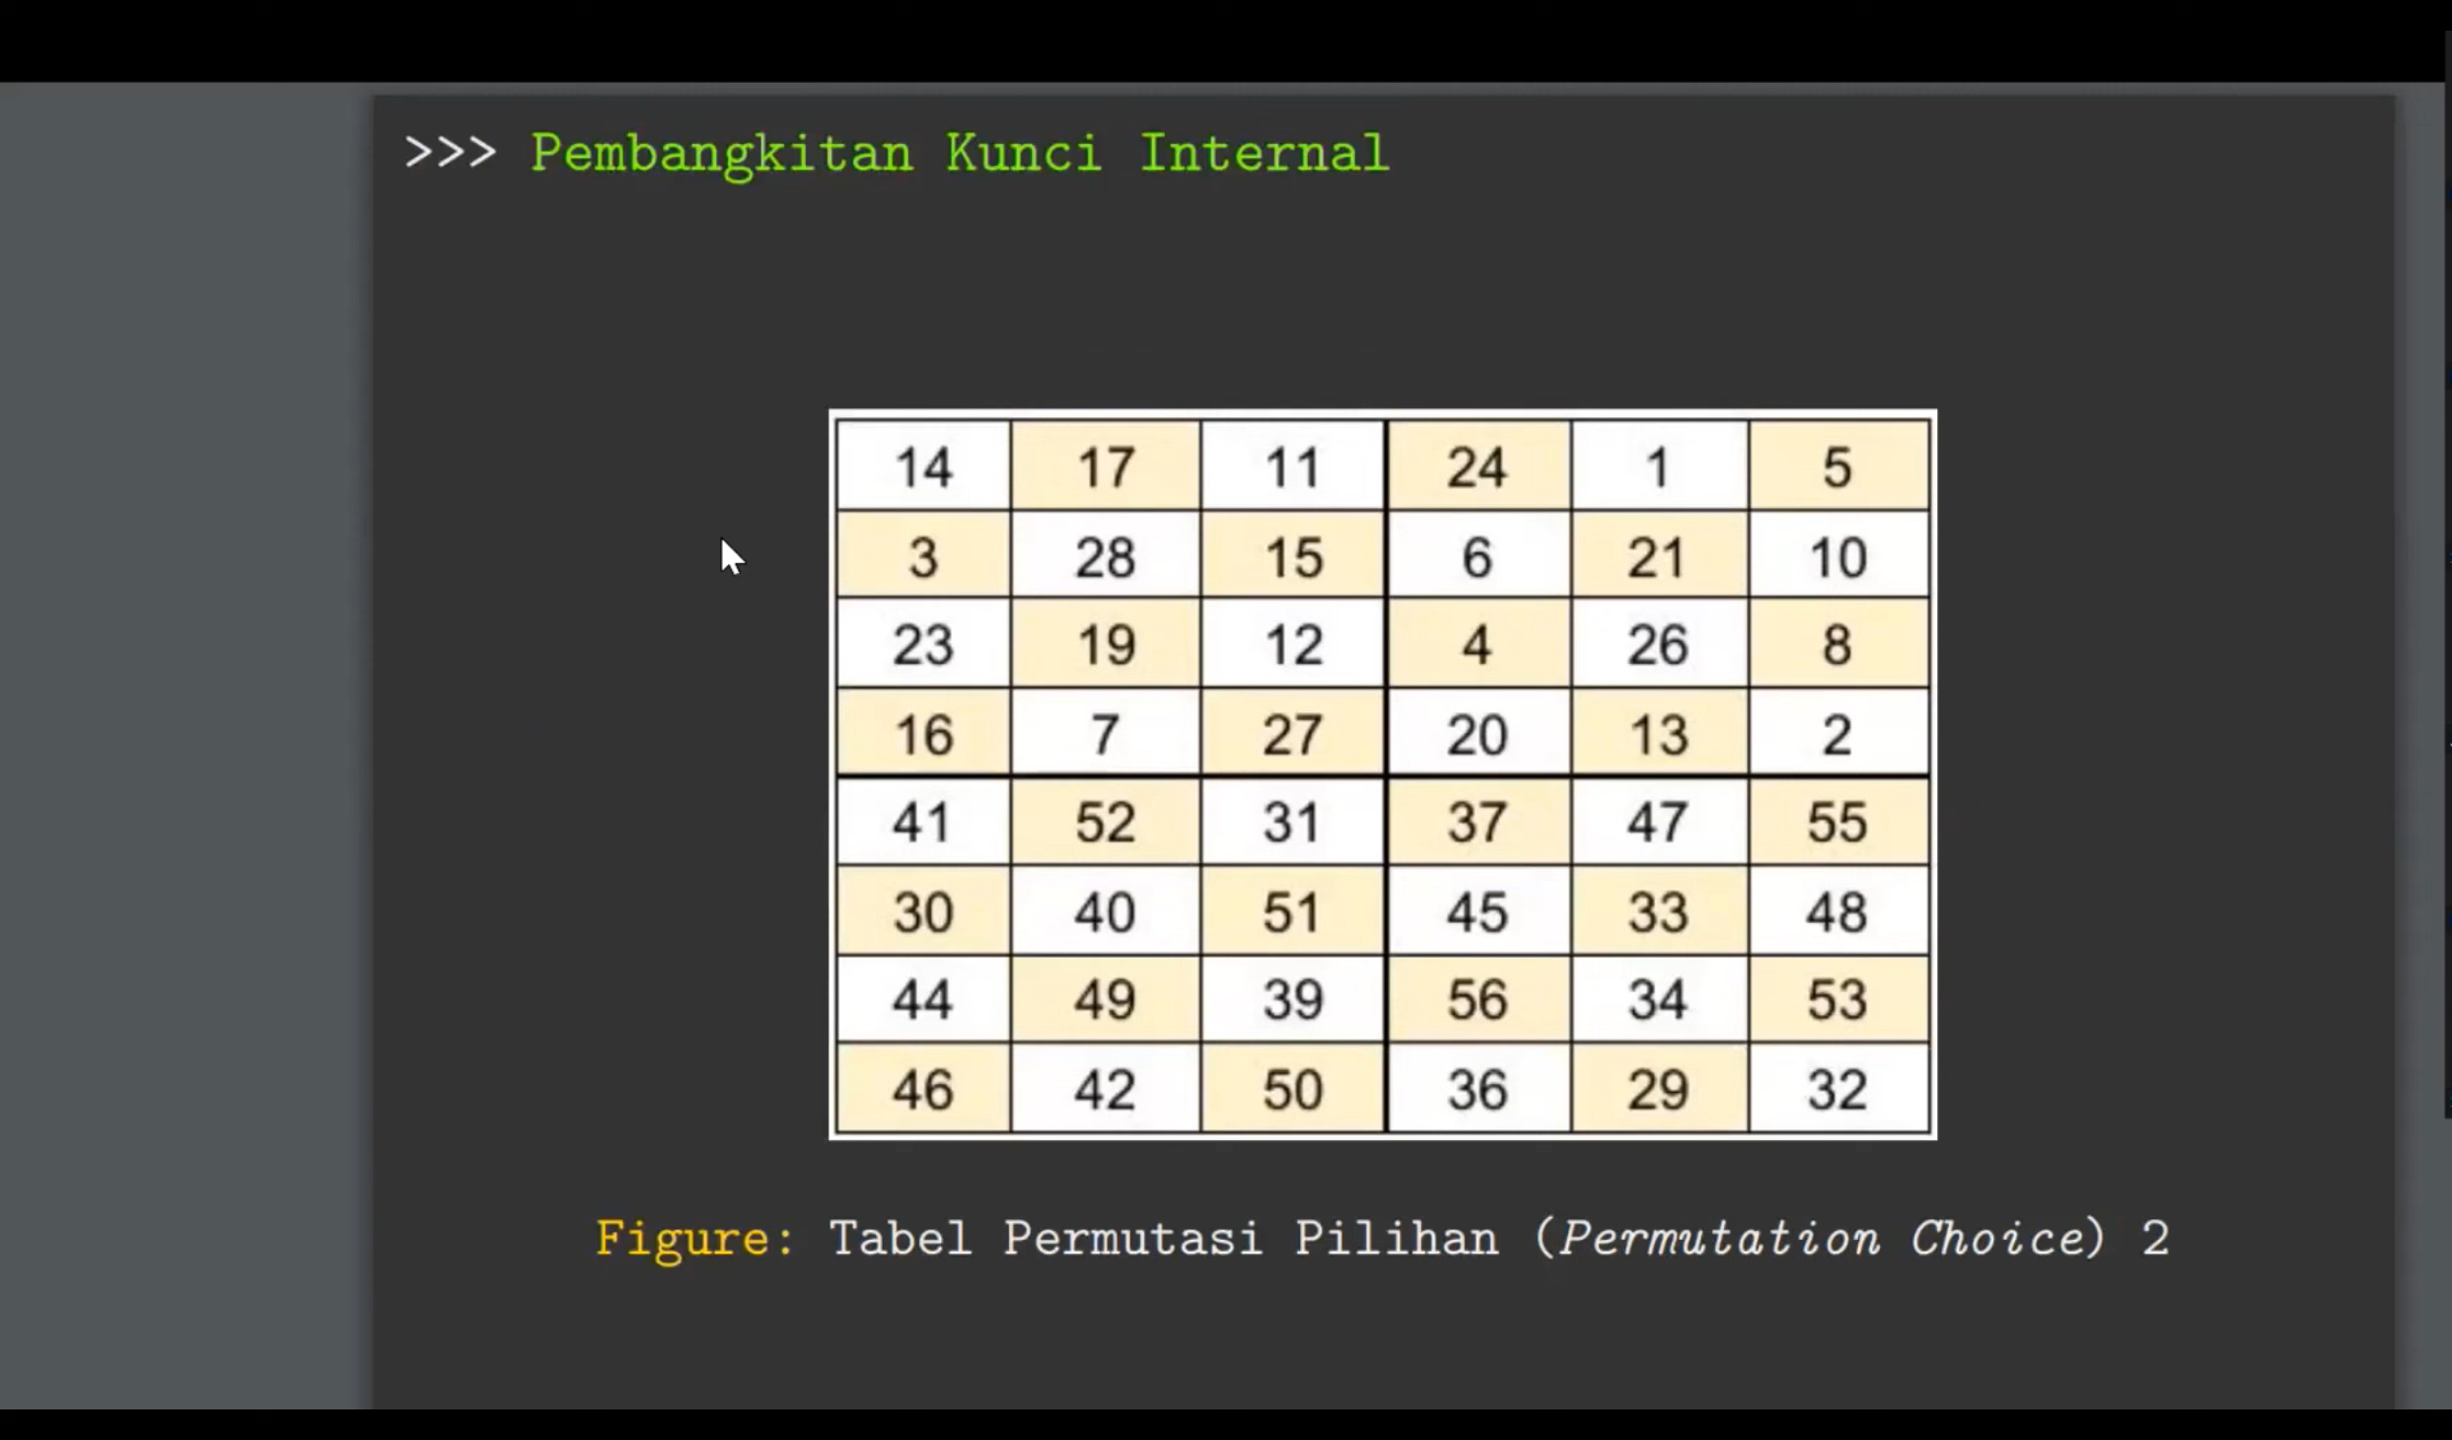 >>> Pembangkitan Kunci Internal
14 17 11 24 1 5
3 28 15 6 21 10
23 19 12 4 26 8
16 7 27 20 13 2
41 52 31 37 47 55
30 40 51 45 33 48
44 49 39 56 34 53
46 42 50 36 29 32
Figure: Tabel Permutasi Pilihan (Permutation Choice) 2